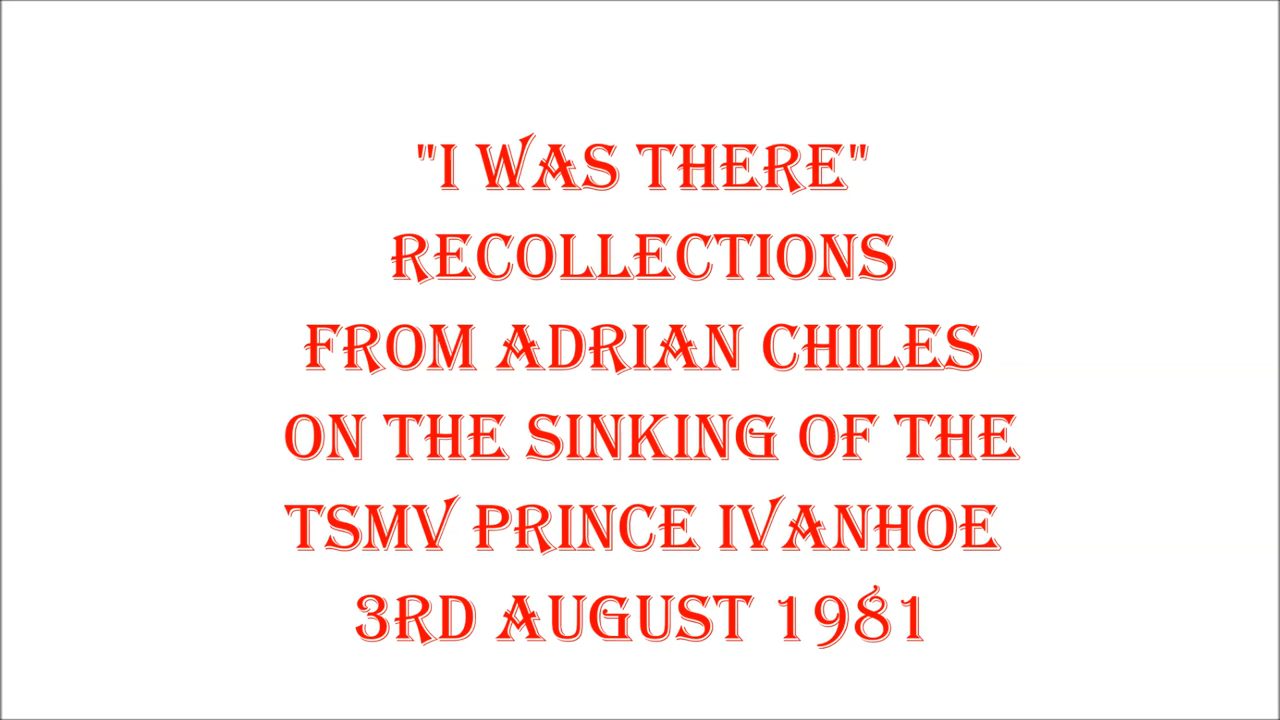 "I WAS THERE"
RECOLLECTIONS
FROM ADRIAN CHILES
ON THE SINKING OF THE
TSMV PRINCE IVANHOE
3RD AUGUST 1981